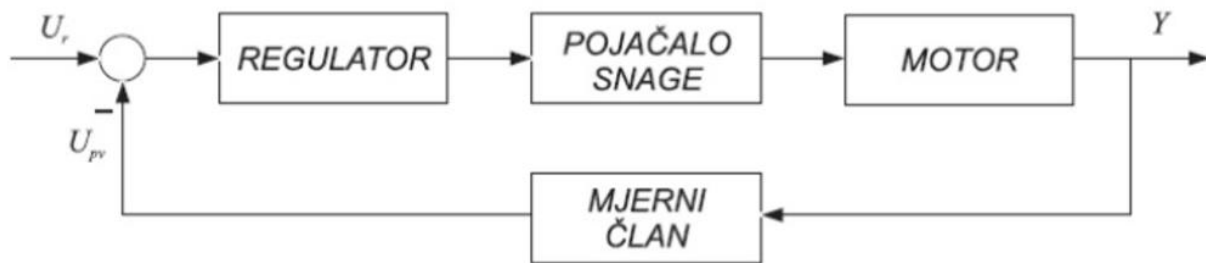 U_r
REGULATOR
POJAČALO
SNAGE
MOTOR
Y
−
U_pv
MJERNI
ČLAN